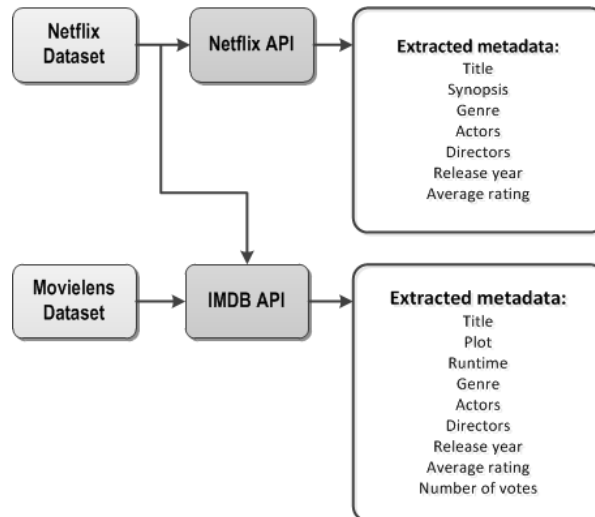 Netflix
Dataset
Netflix API
Extracted metadata:
Title
Synopsis
Genre
Actors
Directors
Release year
Average rating
Movielens
Dataset
IMDB API
Extracted metadata:
Title
Plot
Runtime
Genre
Actors
Directors
Release year
Average rating
Number of votes